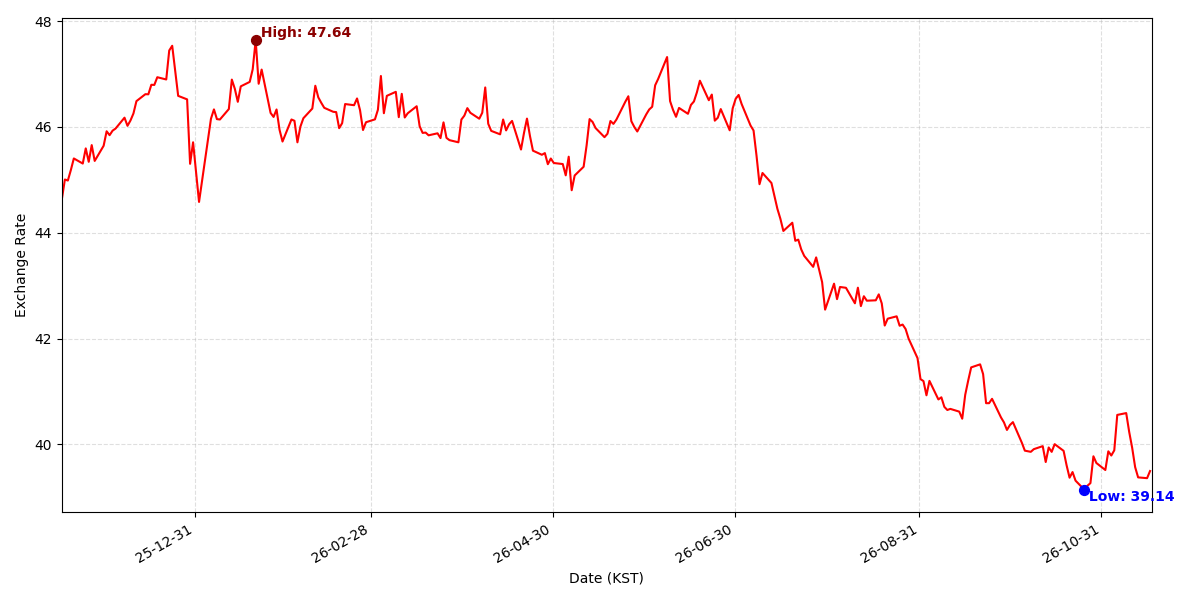 48
High: 47.64
46
44
42
40
Low: 39.14
Exchange Rate
25-12-31
26-02-28
26-04-30
26-06-30
26-08-31
26-10-31
Date (KST)